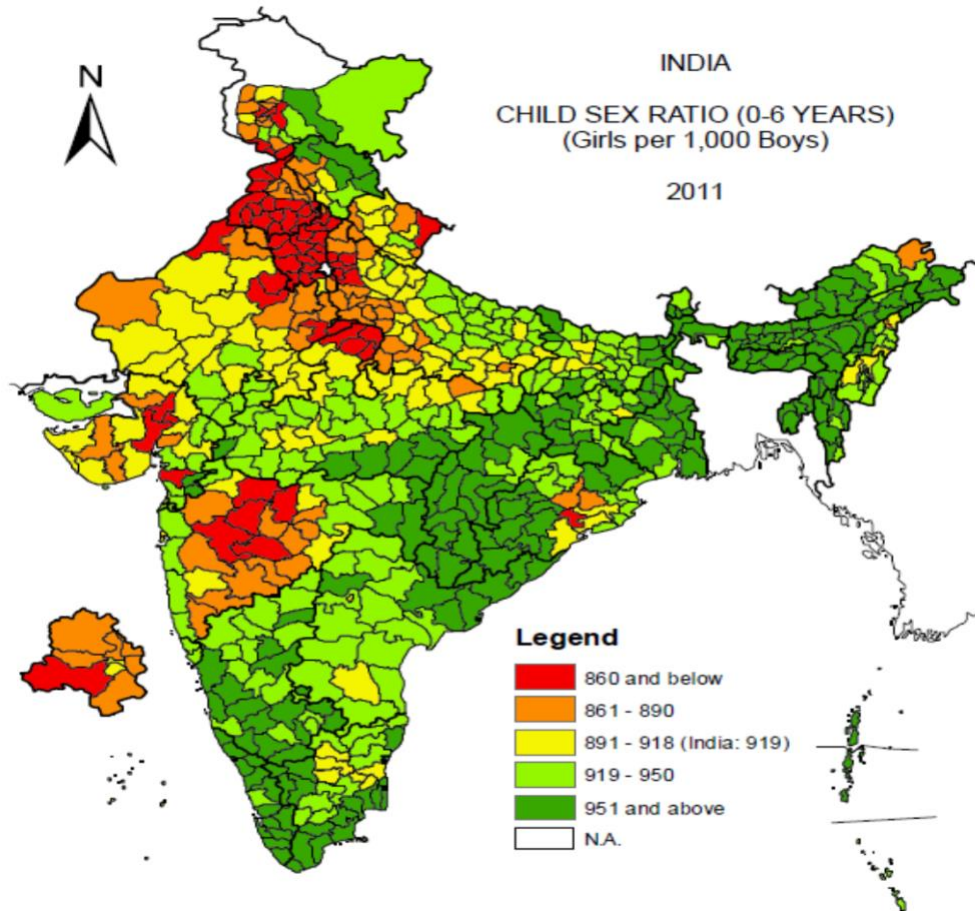 N
INDIA
CHILD SEX RATIO (0-6 YEARS)
(Girls per 1,000 Boys)
2011
Legend
860 and below
861 - 890
891 - 918 (India: 919)
919 - 950
951 and above
N.A.